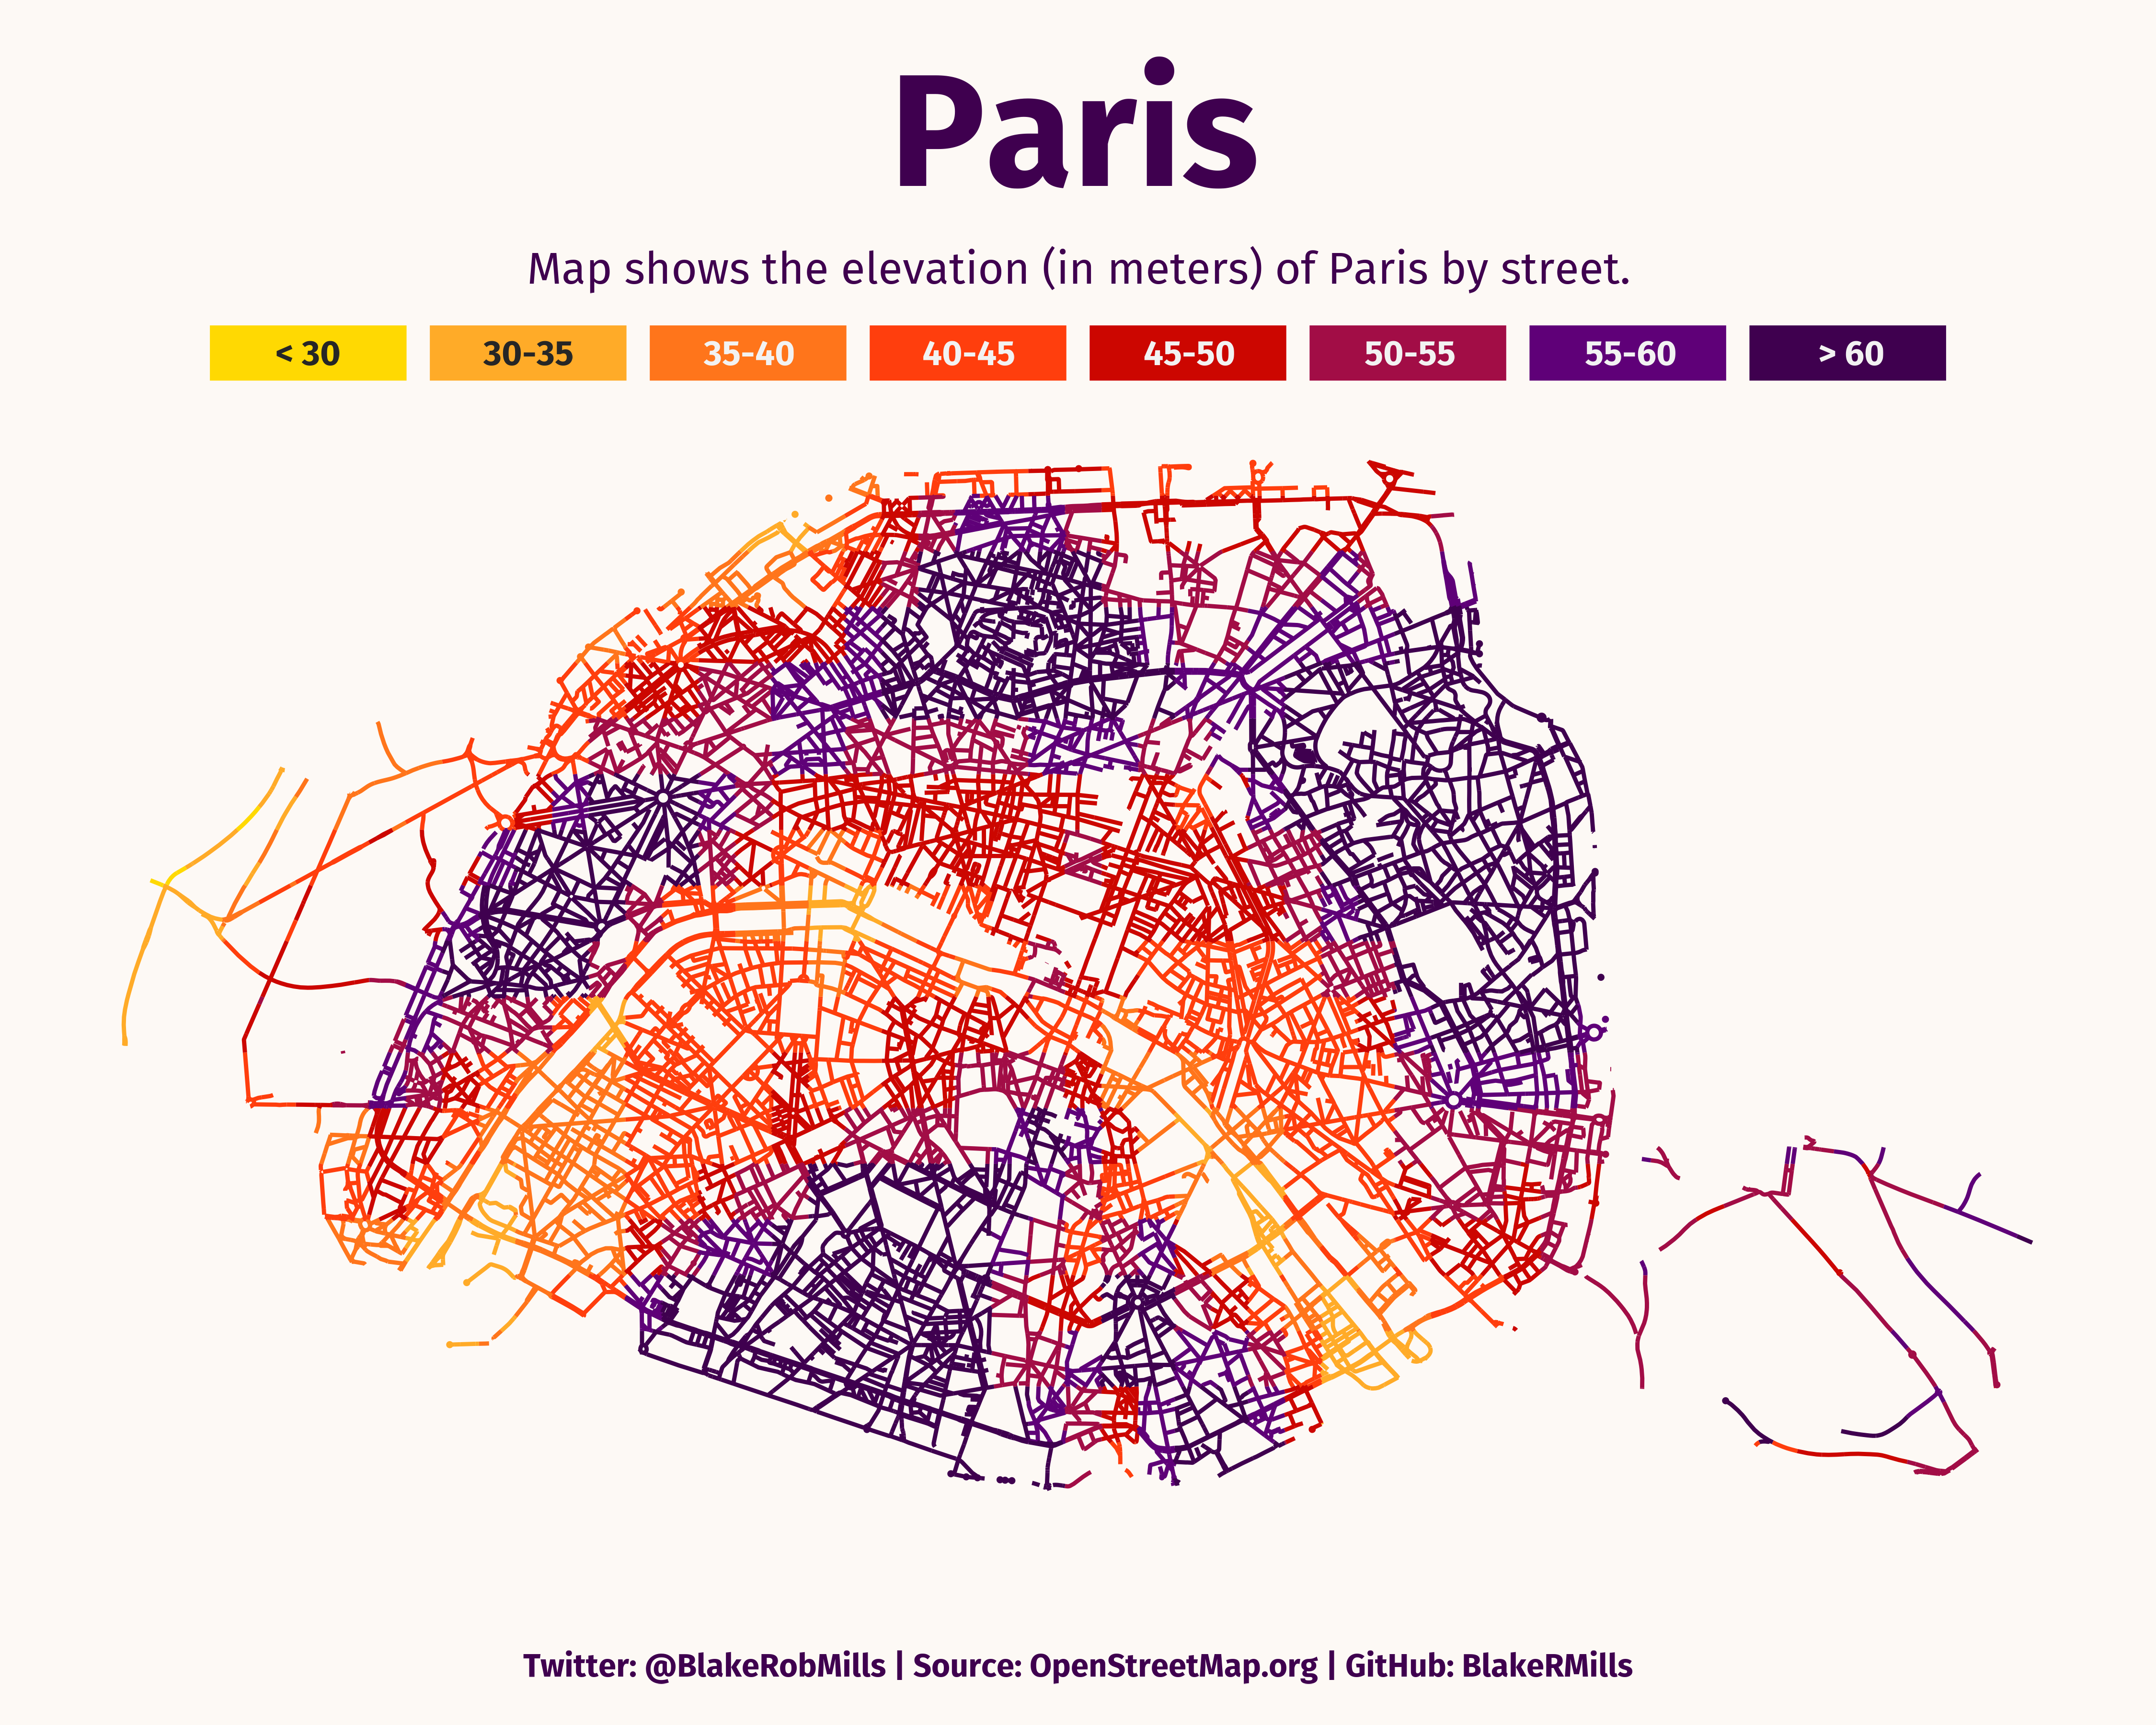 Paris
Map shows the elevation (in meters) of Paris by street.
< 30 30-35 35-40 40-45 45-50 50-55 55-60 > 60
Twitter: @BlakeRobMills | Source: OpenStreetMap.org | GitHub: BlakeRMills